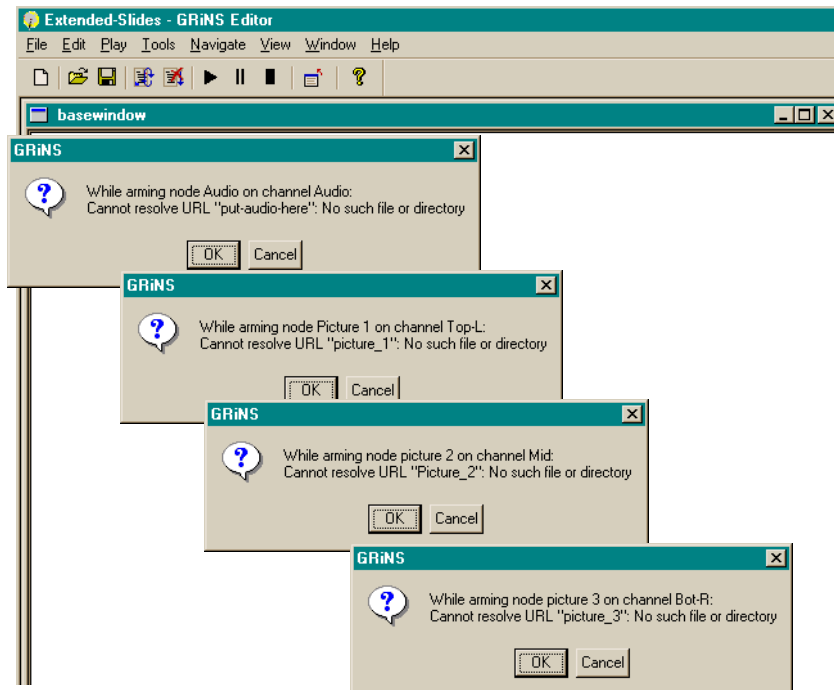 Extended-Slides - GRiNS Editor
File Edit Play Tools Navigate View Window Help
basewindow
GRiNS
While arming node Audio on channel Audio:
Cannot resolve URL "put-audio-here": No such file or directory
OK Cancel
GRiNS
While arming node Picture 1 on channel Top-L:
Cannot resolve URL "picture_1": No such file or directory
OK Cancel
GRiNS
While arming node picture 2 on channel Mid:
Cannot resolve URL "Picture_2": No such file or directory
OK Cancel
GRiNS
While arming node picture 3 on channel Bot-R:
Cannot resolve URL "picture_3": No such file or directory
OK Cancel